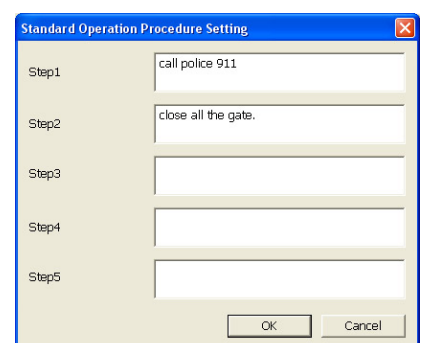 Standard Operation Procedure Setting
Step1
call police 911
Step2
close all the gate.
Step3
Step4
Step5
OK
Cancel